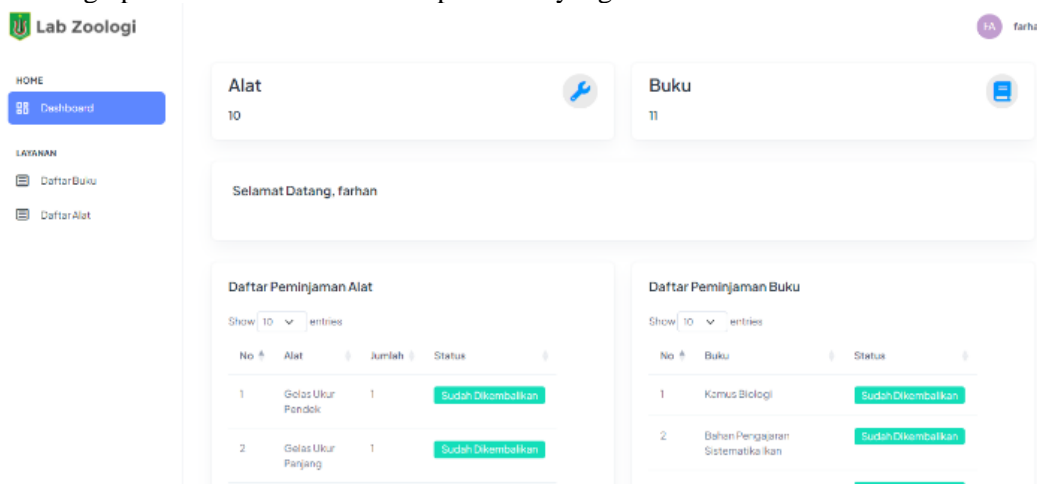 Lab Zoologi
FA farha
HOME
Dashboard
LAYANAN
Daftar Buku
Daftar Alat
Alat
10
Buku
11
Selamat Datang, farhan
Daftar Peminjaman Alat
Show 10 entries
No Alat Jumlah Status
1 Gelas Ukur Pendek 1 Sudah Dikembalikan
2 Gelas Ukur Panjang 1 Sudah Dikembalikan
Daftar Peminjaman Buku
Show 10 entries
No Buku Status
1 Kamus Biologi Sudah Dikembalikan
2 Bahan Pengajaran Sistematika Ikan Sudah Dikembalikan